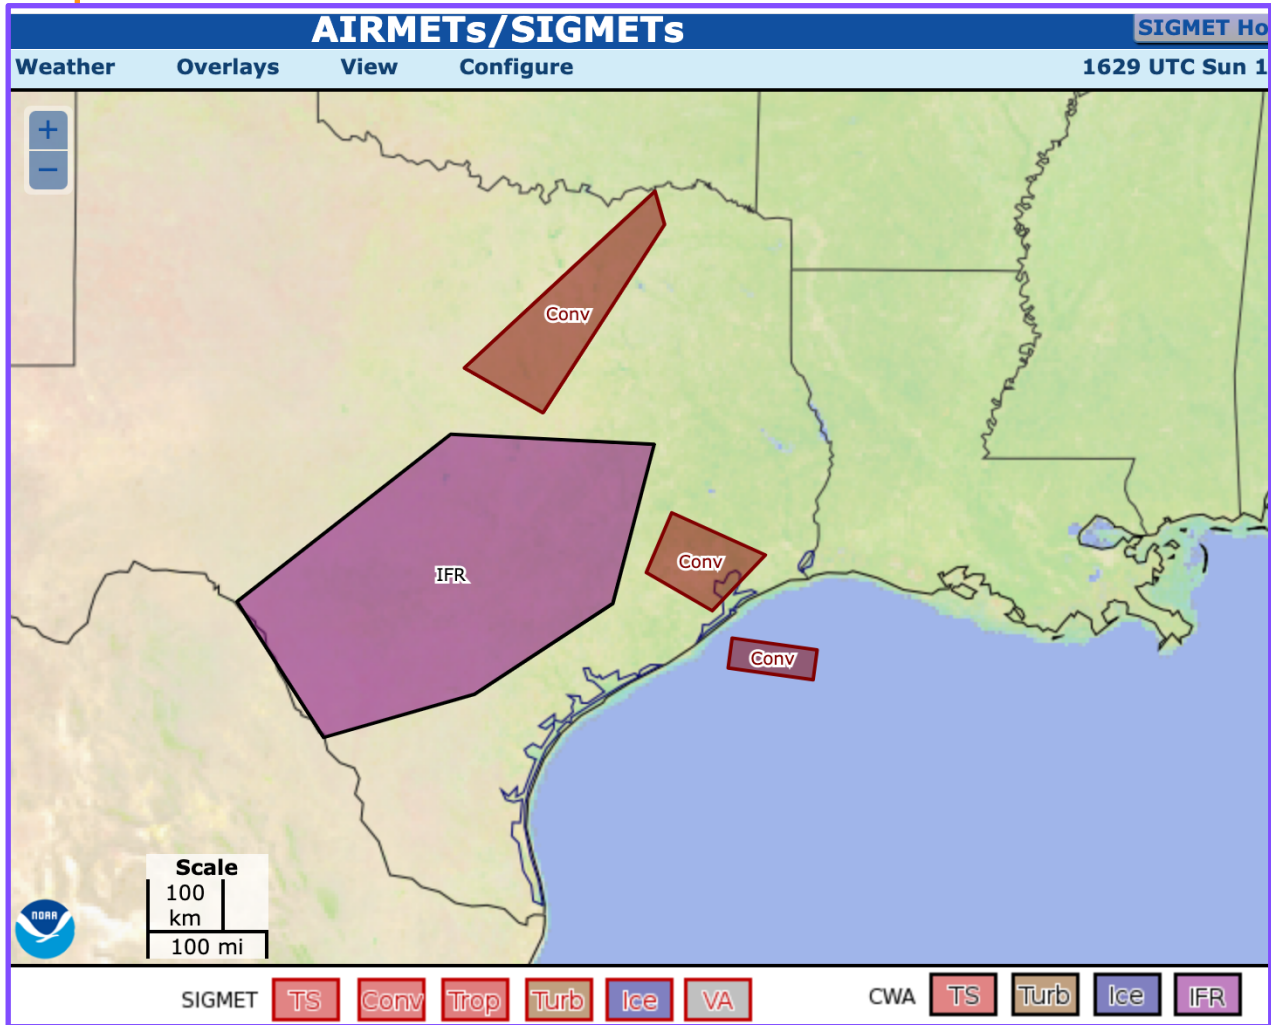 AIRMETs/SIGMETs
SIGMET Ho
Weather Overlays View Configure 1629 UTC Sun 1
+
−
Conv
Conv
IFR
Conv
Scale
100
km
100 mi
NOAA
SIGMET TS Conv Trop Turb Ice VA CWA TS Turb Ice IFR